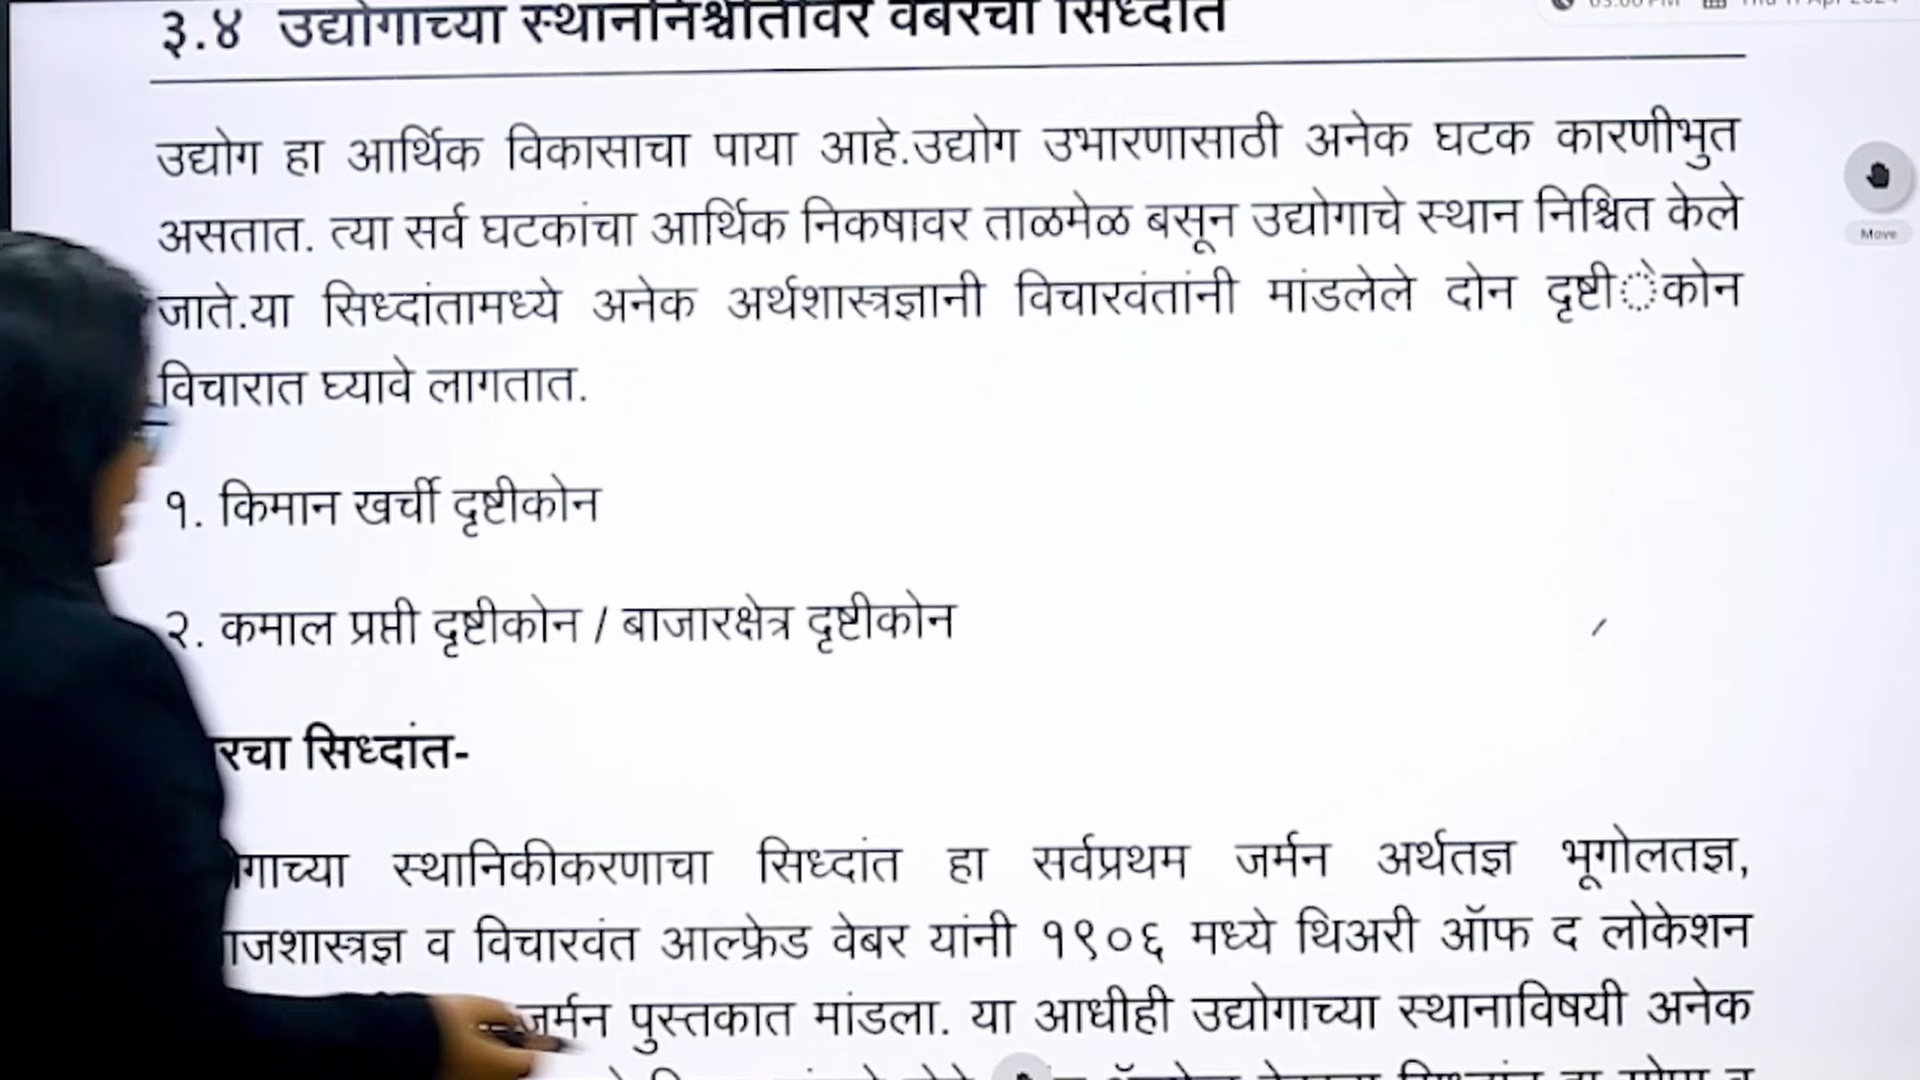 ३.४ उद्योगाच्या स्थाननिश्चीतीवर वेबरचा सिध्दांत
उद्योग हा आर्थिक विकासाचा पाया आहे.उद्योग उभारणासाठी अनेक घटक कारणीभुत
असतात. त्या सर्व घटकांचा आर्थिक निकषावर ताळमेळ बसून उद्योगाचे स्थान निश्चित केले
Move
जाते.या सिध्दांतामध्ये अनेक अर्थशास्त्रज्ञानी विचारवंतांनी मांडलेले दोन दृष्टीेकोन
विचारात घ्यावे लागतात.
१. किमान खर्ची दृष्टीकोन
२. कमाल प्रप्ती दृष्टीकोन / बाजारक्षेत्र दृष्टीकोन
रचा सिध्दांत-
गाच्या स्थानिकीकरणाचा सिध्दांत हा सर्वप्रथम जर्मन अर्थतज्ञ भूगोलतज्ञ,
ाजशास्त्रज्ञ व विचारवंत आल्फ्रेड वेबर यांनी १९०६ मध्ये थिअरी ऑफ द लोकेशन
जर्मन पुस्तकात मांडला. या आधीही उद्योगाच्या स्थानाविषयी अनेक